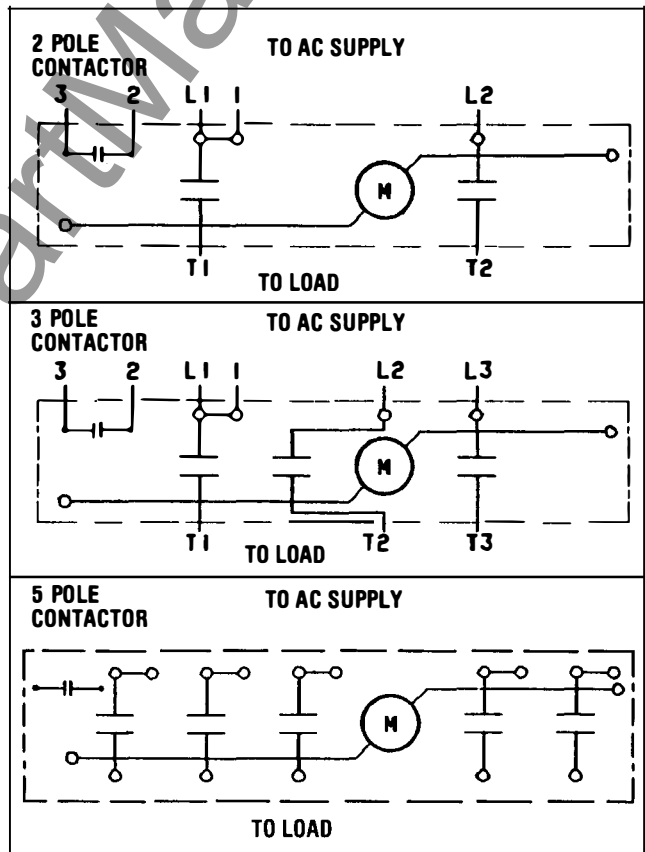 2 POLE TO AC SUPPLY
CONTACTOR
3 2 L1 1 L2
M
T1 T2
TO LOAD
3 POLE TO AC SUPPLY
CONTACTOR
3 2 L1 1 L2 L3
M
T1 T2 T3
TO LOAD
5 POLE TO AC SUPPLY
CONTACTOR
M
TO LOAD